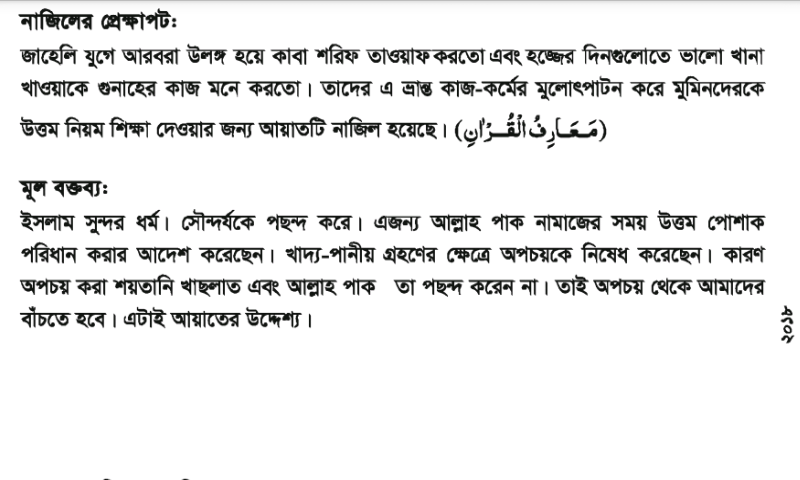 নাজিলের প্রেক্ষাপট:
জাহেলি যুগে আরবরা উলঙ্গ হয়ে কাবা শরিফ তাওয়াফ করতো এবং হজ্জের দিনগুলোতে ভালো খানা
খাওয়াকে গুনাহের কাজ মনে করতো। তাদের এ ভ্রান্ত কাজ-কর্মের মূলোৎপাটন করে মুমিনদেরকে
উত্তম নিয়ম শিক্ষা দেওয়ার জন্য আয়াতটি নাজিল হয়েছে। (مَعَارِفُ الْقُرْاٰنِ)
মূল বক্তব্য:
ইসলাম সুন্দর ধর্ম। সৌন্দর্যকে পছন্দ করে। এজন্য আল্লাহ পাক নামাজের সময় উত্তম পোশাক
পরিধান করার আদেশ করেছেন। খাদ্য-পানীয় গ্রহণের ক্ষেত্রে অপচয়কে নিষেধ করেছেন। কারণ
অপচয় করা শয়তানি খাছলাত এবং আল্লাহ পাক তা পছন্দ করেন না। তাই অপচয় থেকে আমাদের
বাঁচতে হবে। এটাই আয়াতের উদ্দেশ্য।
২০১৮